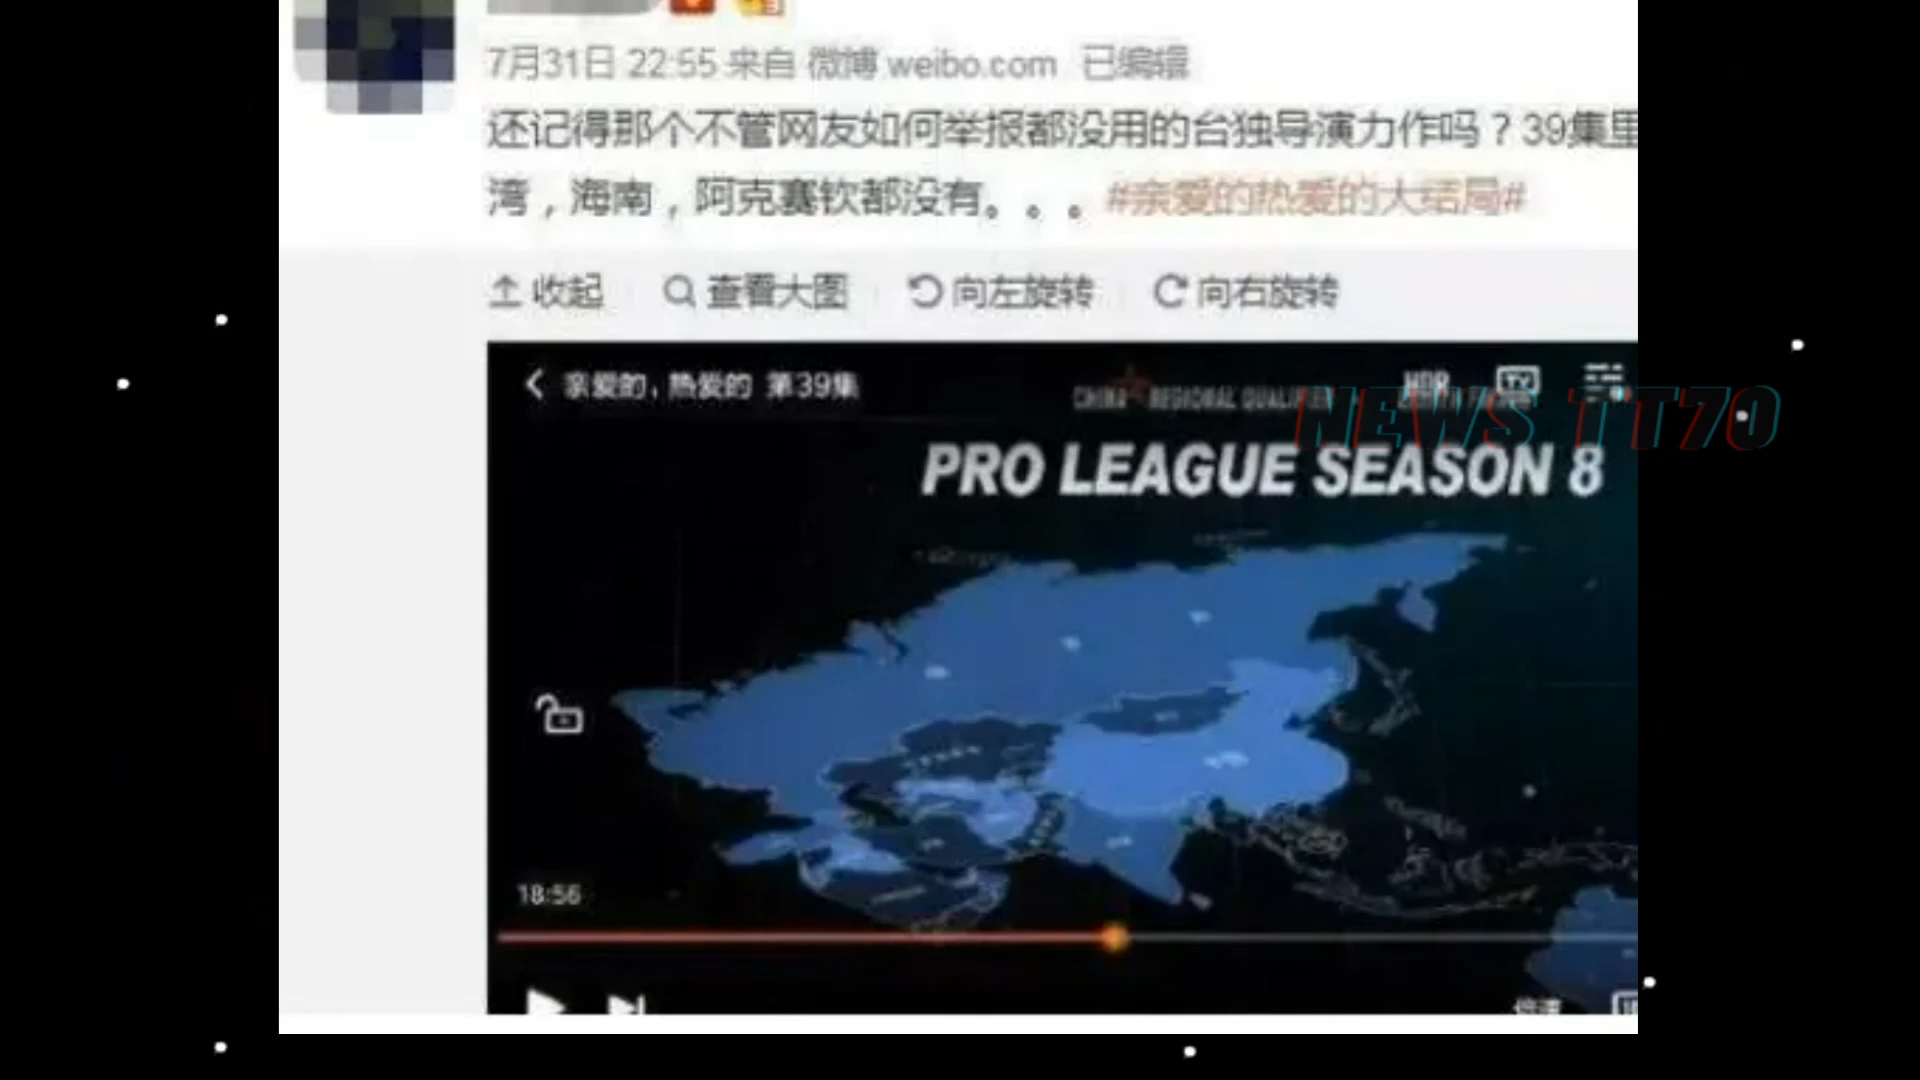 7月31日 22:55 来自 微博 weibo.com 已编辑
还记得那个不管网友如何举报都没用的台独导演力作吗？39集里
湾，海南，阿克赛钦都没有。。。#亲爱的热爱的大结局#
收起 查看大图 向左旋转 向右旋转
亲爱的，热爱的 第39集
CHINA REGIONAL QUALIFIER
HDR
TV
NEWS TT70
PRO LEAGUE SEASON 8
18:56
倍速